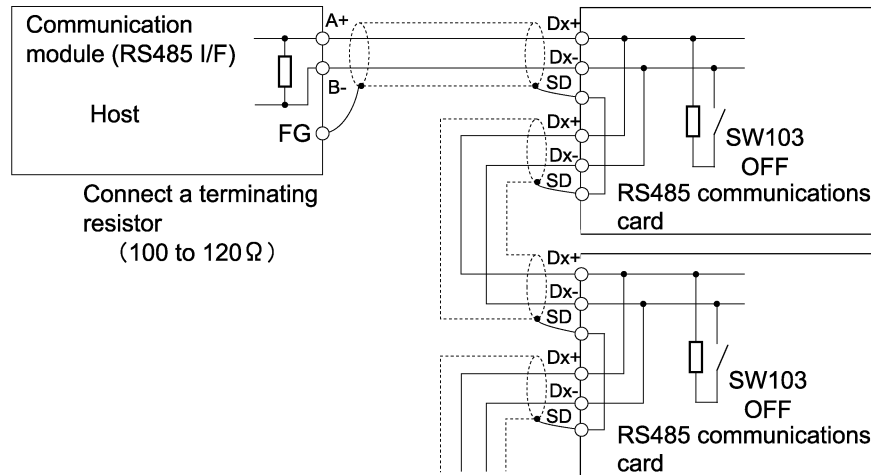 Communication
module (RS485 I/F)
Host
A+
B-
FG
Connect a terminating
resistor
（100 to 120Ω）
Dx+
Dx-
SD
Dx+
Dx-
SD
SW103
OFF
RS485 communications
card
Dx+
Dx-
SD
Dx+
Dx-
SD
SW103
OFF
RS485 communications
card